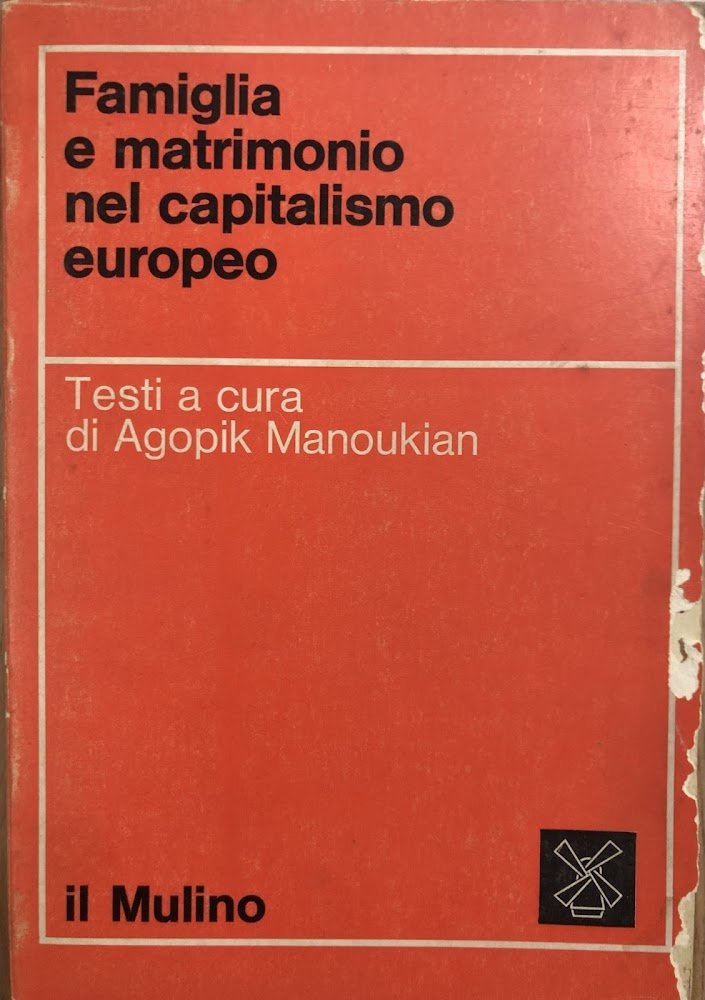 Famiglia
e matrimonio
nel capitalismo
europeo
Testi a cura
di Agopik Manoukian
il Mulino